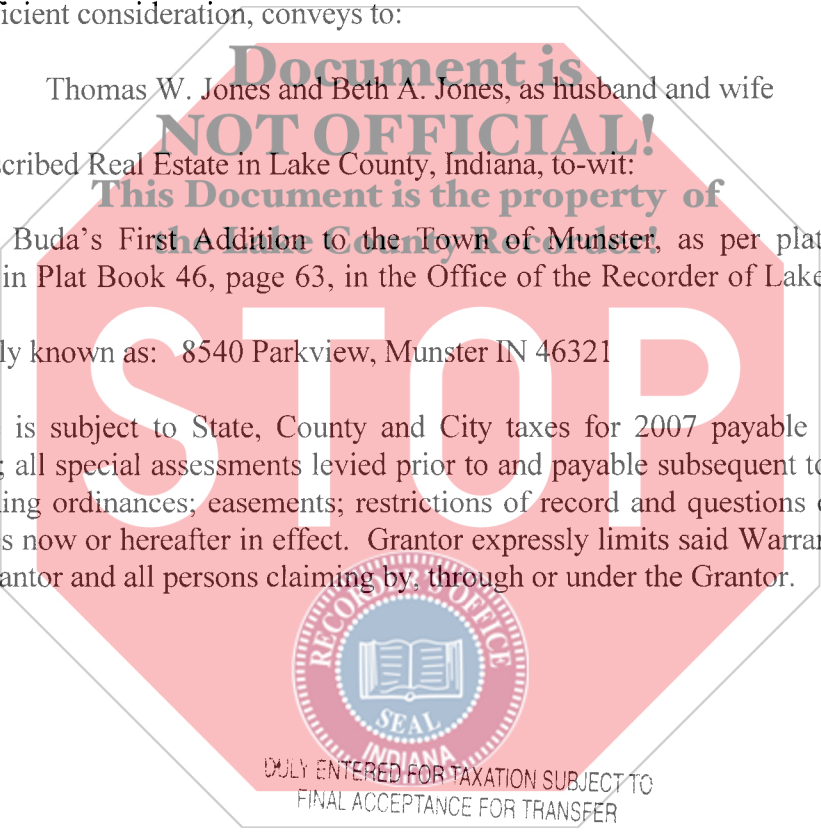 ficient consideration, conveys to:
Document is
Thomas W. Jones and Beth A. Jones, as husband and wife
NOT OFFICIAL!
scribed Real Estate in Lake County, Indiana, to-wit:
This Document is the property of
Buda's First Addition to the Town of Munster, as per plat
the Lake County Recorder!
in Plat Book 46, page 63, in the Office of the Recorder of Lake
STOP
ly known as: 8540 Parkview, Munster IN 46321
is subject to State, County and City taxes for 2007 payable
; all special assessments levied prior to and payable subsequent to
ing ordinances; easements; restrictions of record and questions
s now or hereafter in effect. Grantor expressly limits said Warran
antor and all persons claiming by, through or under the Grantor.
RECORDER'S OFFICE
SEAL
INDIANA
DULY ENTERED FOR TAXATION SUBJECT TO
FINAL ACCEPTANCE FOR TRANSFER